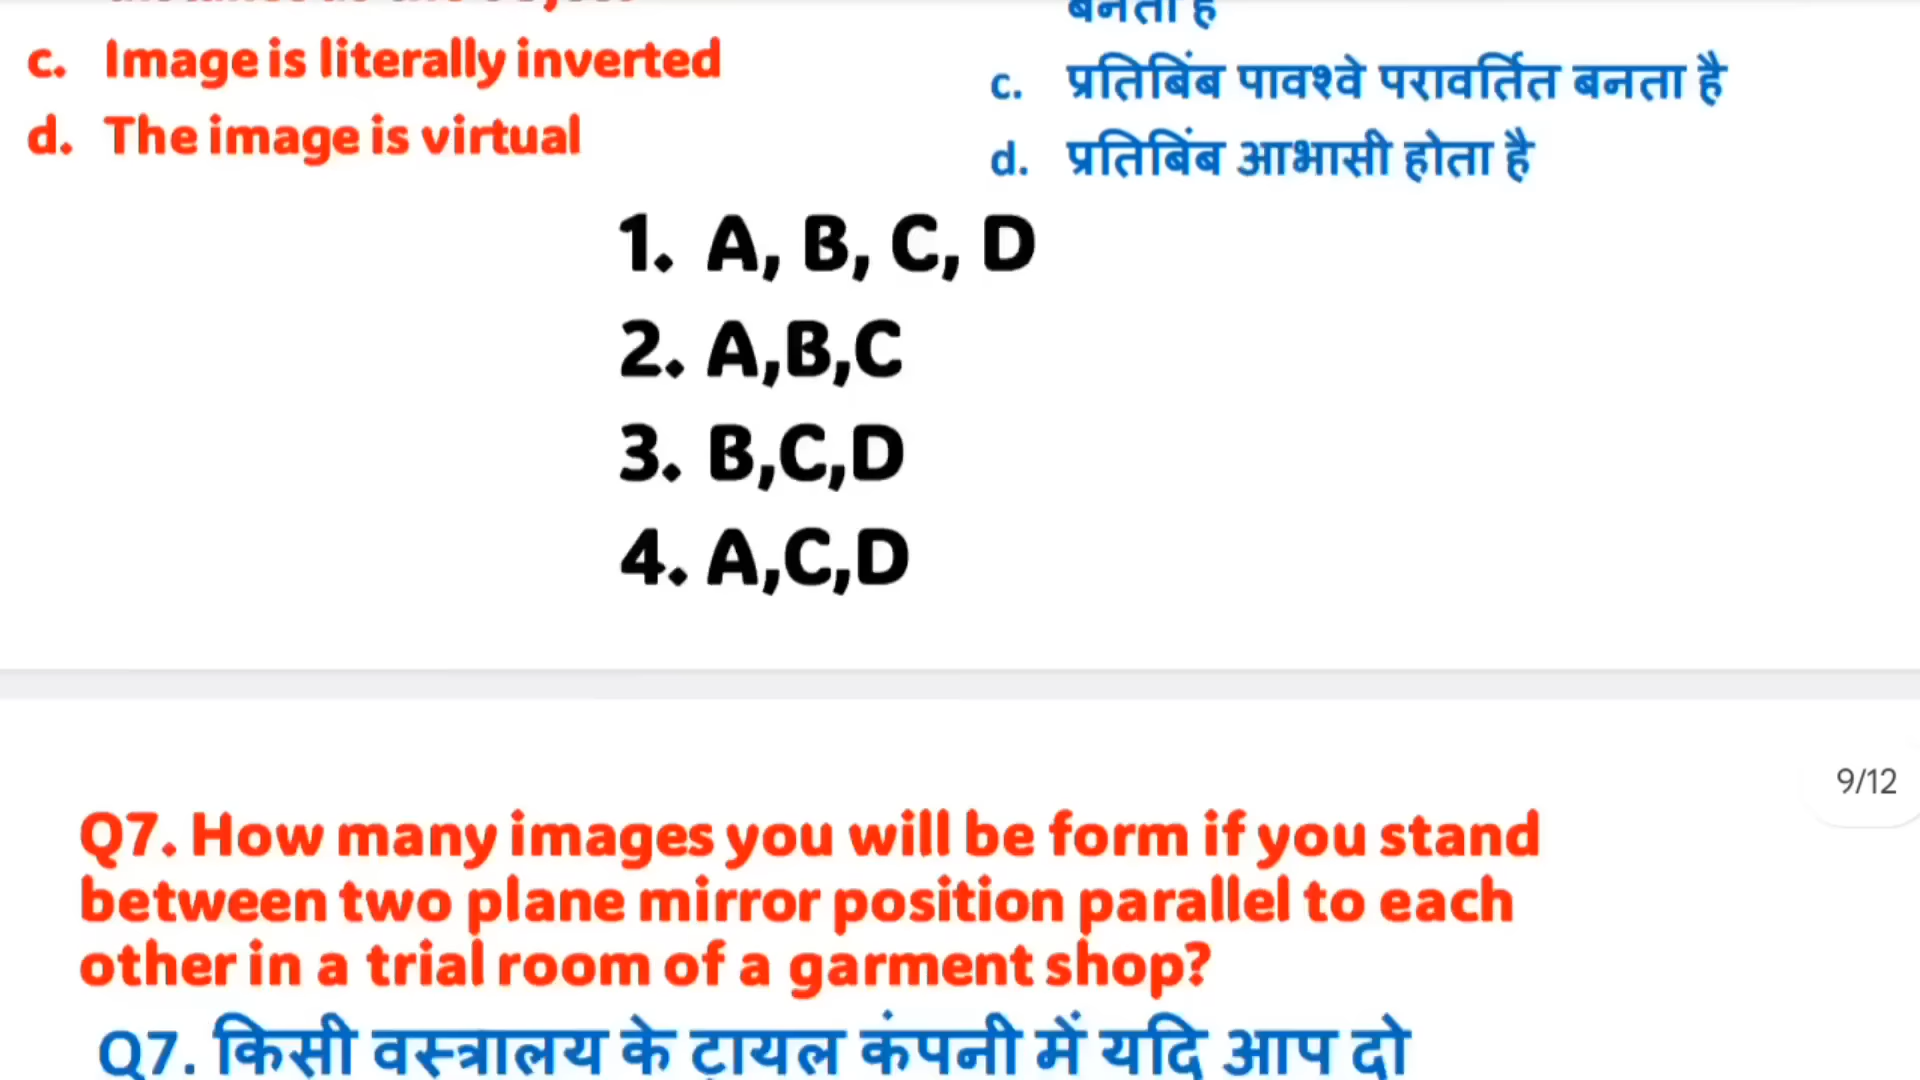 c. Image is literally inverted
d. The image is virtual
बनता है
c. प्रतिबिंब पावश्वे परावर्तित बनता है
d. प्रतिबिंब आभासी होता है
1. A, B, C, D
2. A,B,C
3. B,C,D
4. A,C,D
9/12
Q7. How many images you will be form if you stand
between two plane mirror position parallel to each
other in a trial room of a garment shop?
Q7. किसी वस्त्रालय के ट्रायल कंपनी में यदि आप दो